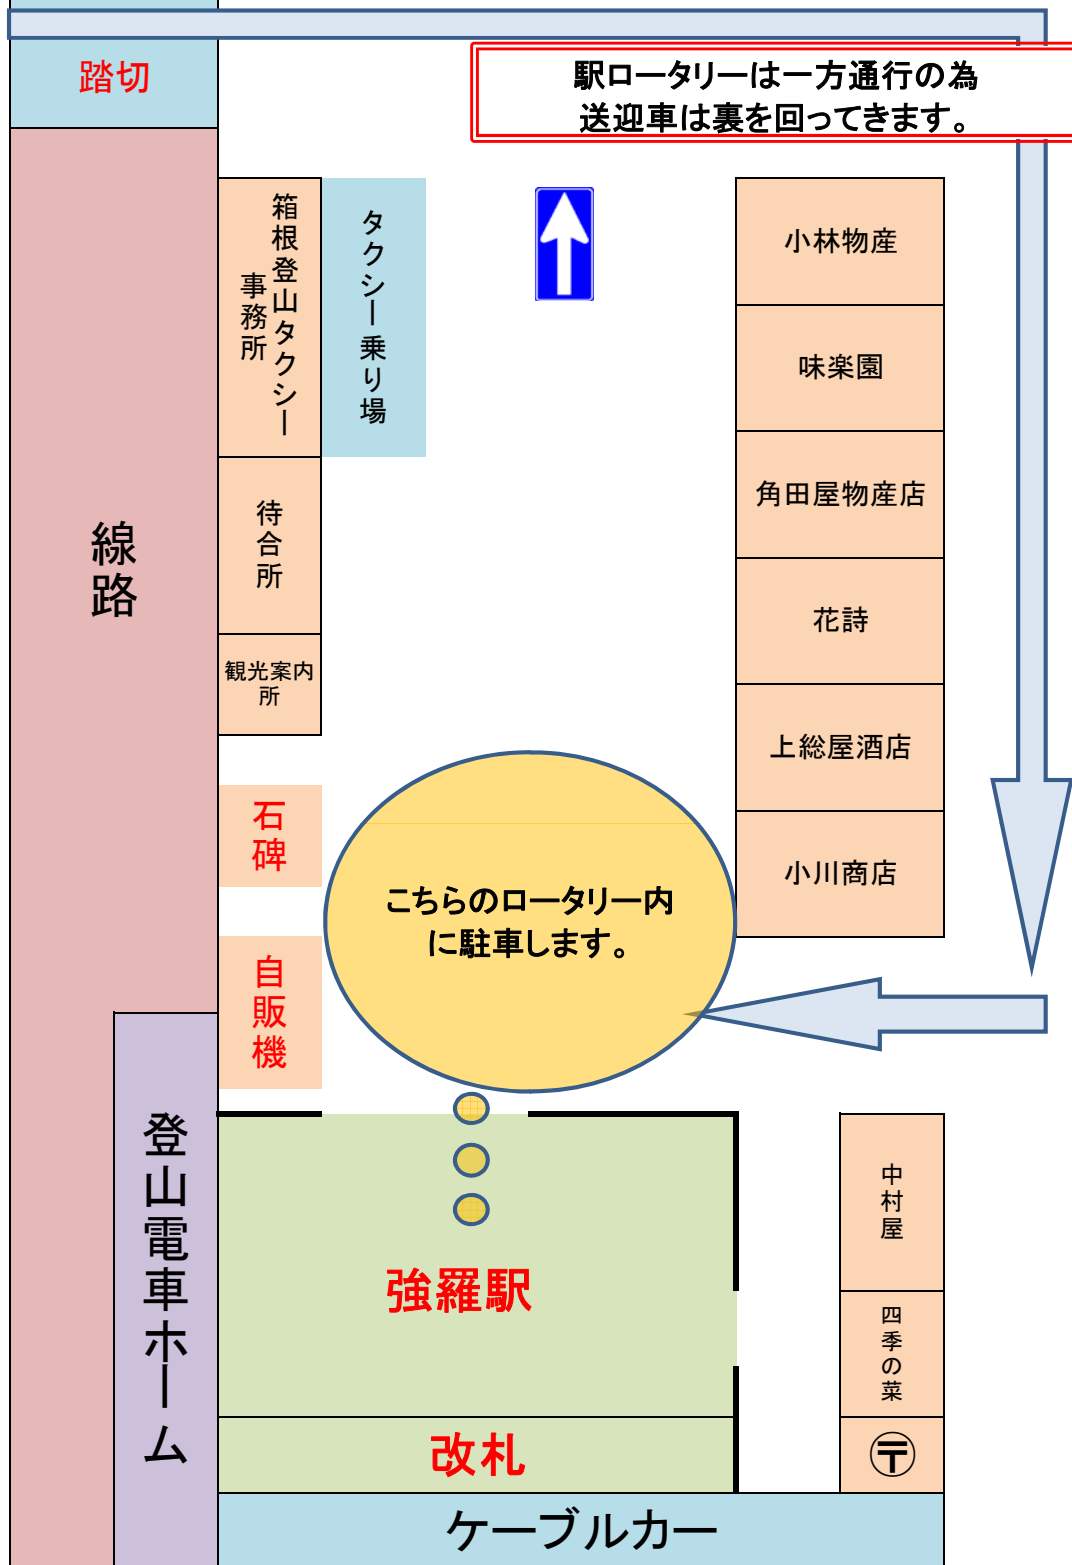 踏切
駅ロータリーは一方通行の為
送迎車は裏を回ってきます。
箱根登山タクシー
事務所
タクシー乗り場
小林物産
味楽園
角田屋物産店
花詩
上総屋酒店
小川商店
線路
待合所
観光案内
所
石碑
自販機
こちらのロータリー内
に駐車します。
登山電車ホーム
強羅駅
改札
中村屋
四季の菜
〒
ケーブルカー